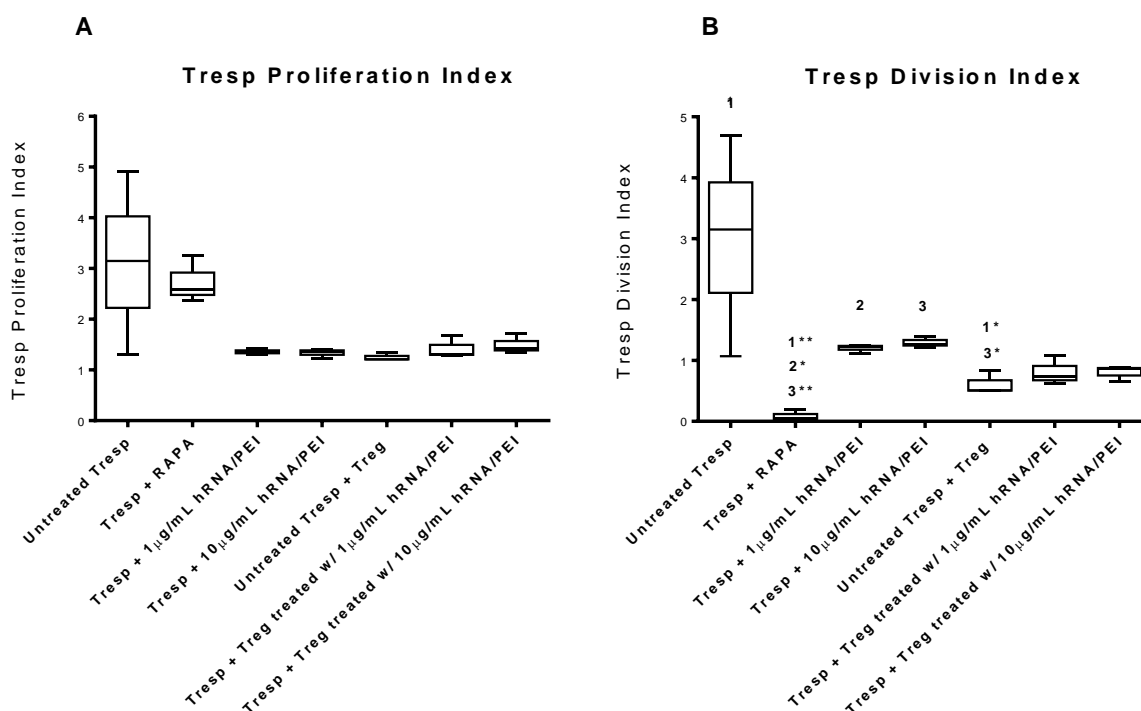 A
Tresp Proliferation Index
Tresp Proliferation Index
6
5
4
3
2
1
0
Untreated Tresp
Tresp + RAPA
Tresp + 1μg/mL hRNA/PEI
Tresp + 10μg/mL hRNA/PEI
Untreated Tresp + Treg
Tresp + Treg treated w/ 1μg/mL hRNA/PEI
Tresp + Treg treated w/ 10μg/mL hRNA/PEI
B
Tresp Division Index
Tresp Division Index
5
4
3
2
1
0
1
1**
2*
3**
2
3
1*
3*
Untreated Tresp
Tresp + RAPA
Tresp + 1μg/mL hRNA/PEI
Tresp + 10μg/mL hRNA/PEI
Untreated Tresp + Treg
Tresp + Treg treated w/ 1μg/mL hRNA/PEI
Tresp + Treg treated w/ 10μg/mL hRNA/PEI